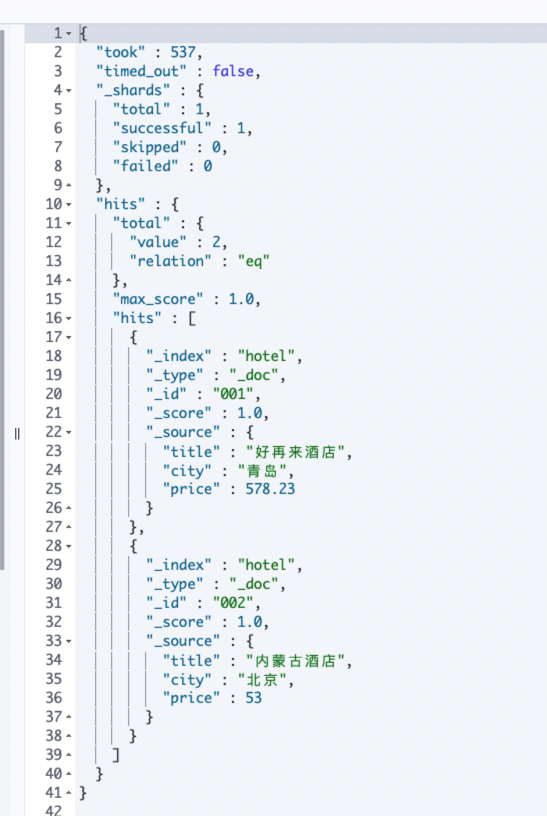 1 {
2   "took" : 537,
3   "timed_out" : false,
4   "_shards" : {
5     "total" : 1,
6     "successful" : 1,
7     "skipped" : 0,
8     "failed" : 0
9   },
10   "hits" : {
11     "total" : {
12       "value" : 2,
13       "relation" : "eq"
14     },
15     "max_score" : 1.0,
16     "hits" : [
17       {
18         "_index" : "hotel",
19         "_type" : "_doc",
20         "_id" : "001",
21         "_score" : 1.0,
22         "_source" : {
23           "title" : "好再来酒店",
24           "city" : "青岛",
25           "price" : 578.23
26         }
27       },
28       {
29         "_index" : "hotel",
30         "_type" : "_doc",
31         "_id" : "002",
32         "_score" : 1.0,
33         "_source" : {
34           "title" : "内蒙古酒店",
35           "city" : "北京",
36           "price" : 53
37         }
38       }
39     ]
40   }
41 }
42